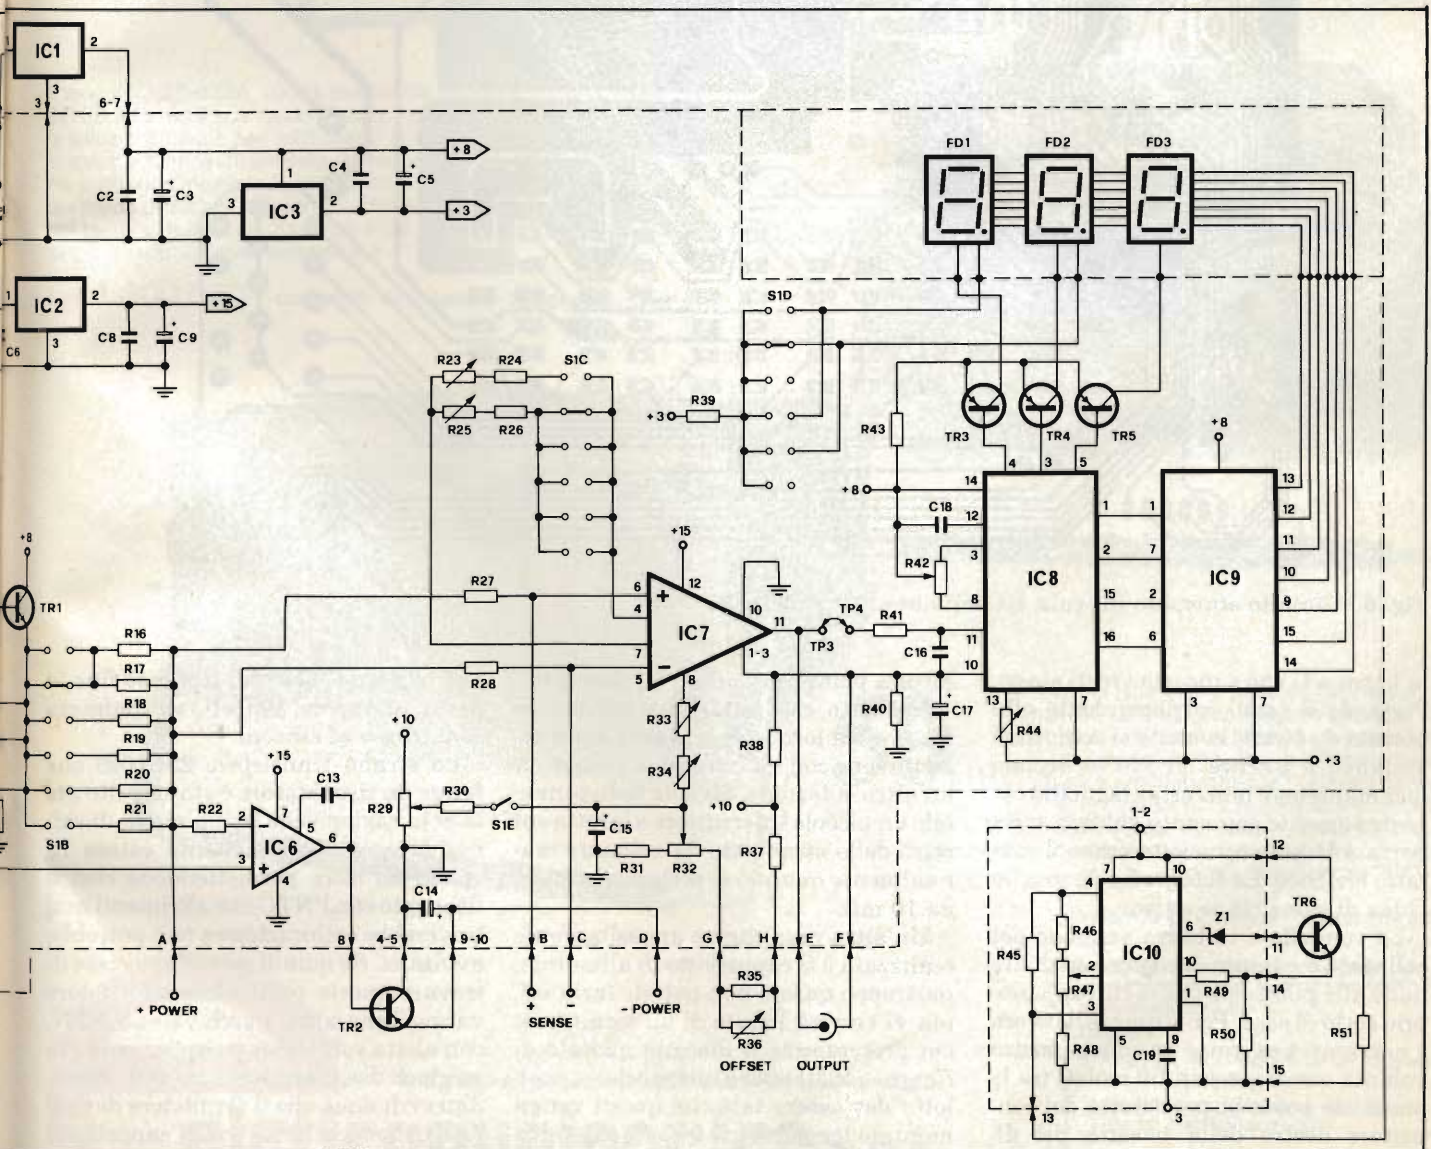 1
IC1
2
3
3
6-7
C2
C3
+
3
1
IC3
2
C4
C5
+
+8
+3
FD1
FD2
FD3
1
IC2
2
3
C6
C8
C9
+
+15
S1D
R23
R24
S1C
R25
R26
+3
R39
R43
TR3
TR4
TR5
+8
4
3
5
+8
14
C18
12
3
R42
8
IC8
1
2
15
16
1
7
2
6
IC9
13
12
11
10
9
15
14
+8
TR1
R27
R28
+15
12
6
+
4
IC7
7
−
5
8
10
11
1-3
TP4
TP3
R41
C16
11
10
R40
C17
+
13
R44
7
3
7
+3
R16
R17
R18
R19
R20
R21
S1B
R22
2
−
3
+
+15
7
5
C13
IC6
6
4
+10
R29
R30
S1E
C14
+
R33
R34
C15
R31
R32
R38
+10
R37
A
8
4-5
9-10
B
C
D
G
H
E
F
+ POWER
TR2
+
−
SENSE
− POWER
R35
R36
OFFSET
OUTPUT
1-2
12
7
10
4
R46
R45
2
R47
3
R48
IC10
6
Z1
11
TR6
10
R49
14
1
R50
R51
5
9
C19
15
13
3